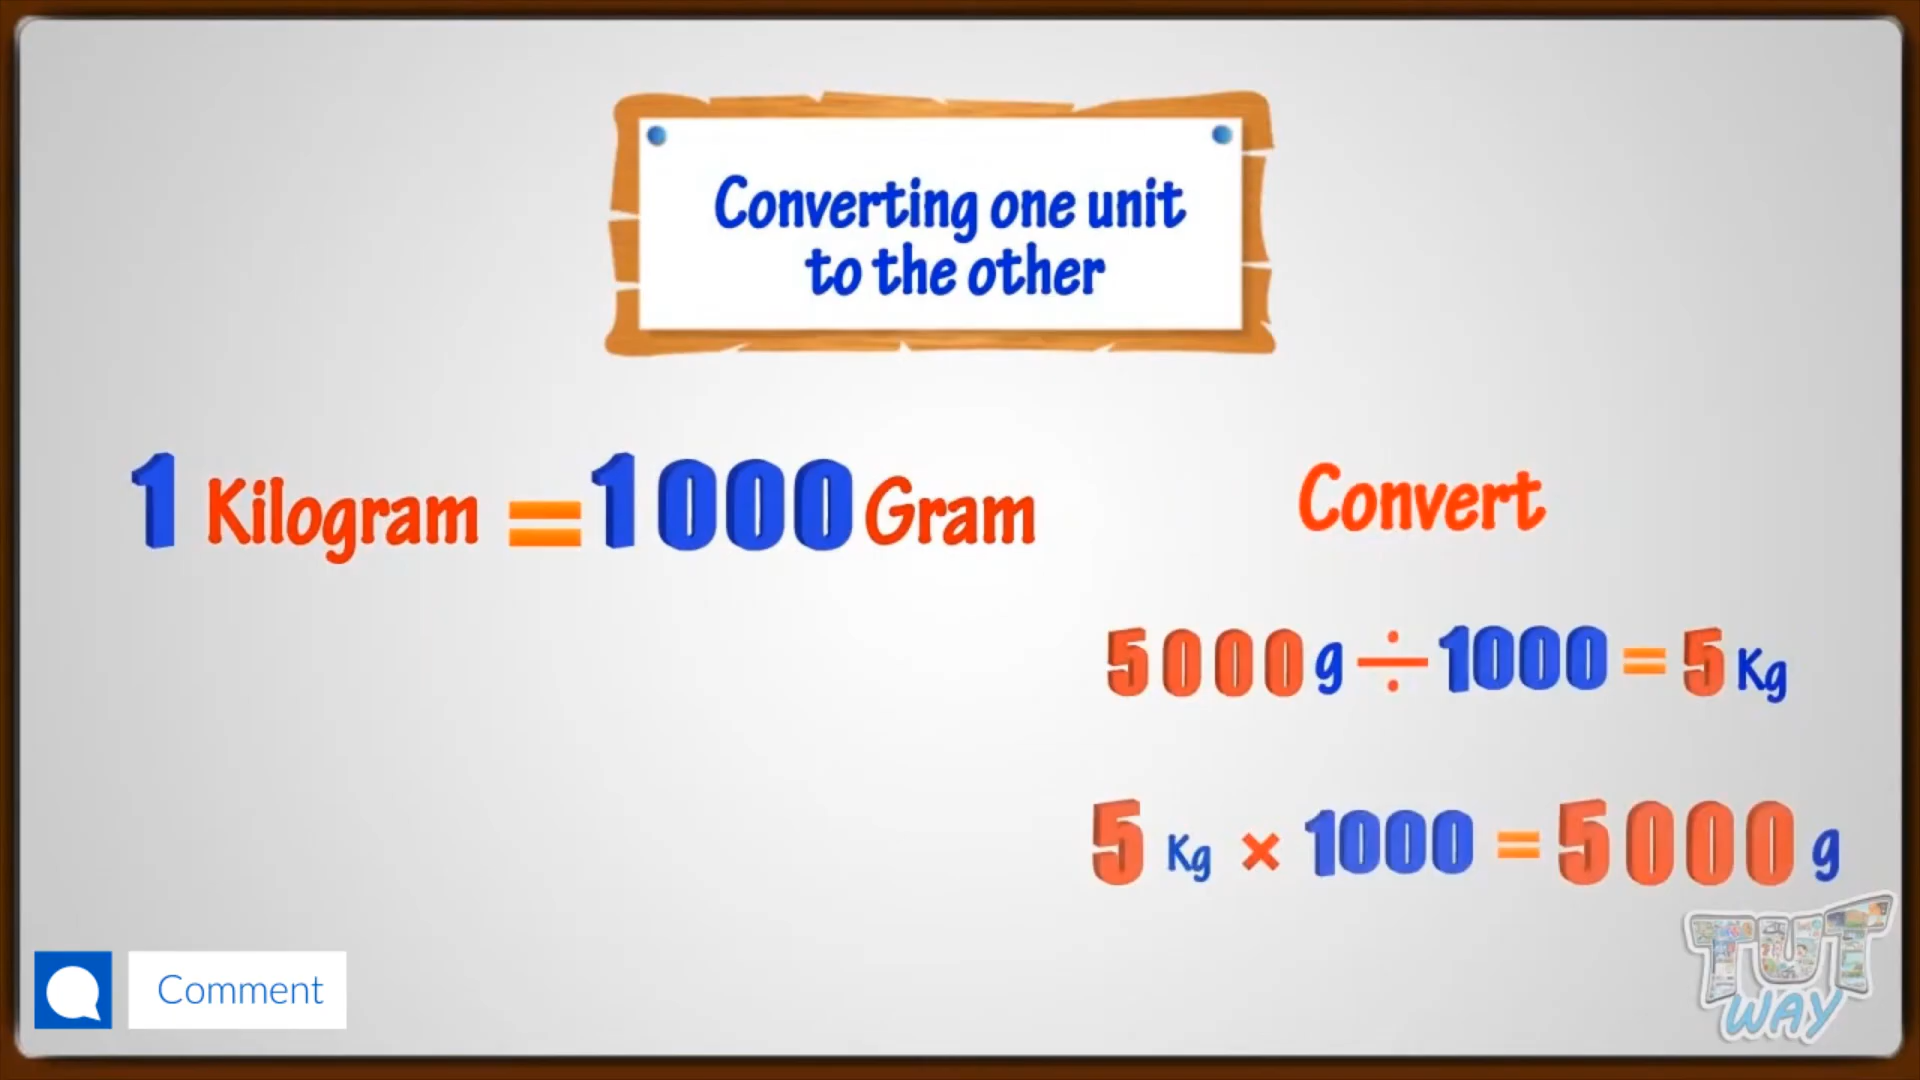 Converting one unit
to the other
1 Kilogram = 1000 Gram
Convert
5000 g ÷ 1000 = 5 Kg
5 Kg × 1000 = 5000 g
Comment
TUT
WAY